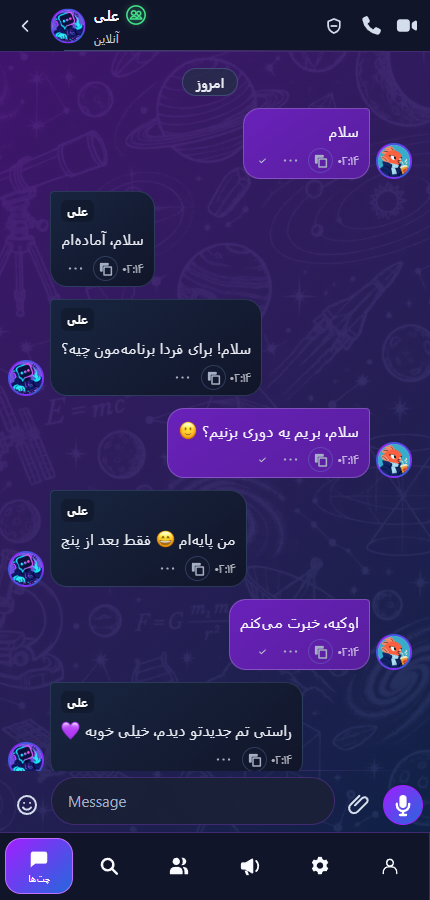 علی
آنلاین
امروز
سلام
۰۲:۱۴
علی
سلام، آماده‌ام
۰۲:۱۴
علی
سلام! برای فردا برنامه‌مون چیه؟
۰۲:۱۴
سلام، بریم یه دوری بزنیم؟ 🙂
۰۲:۱۴
علی
من پایه‌ام 😄 فقط بعد از پنج
۰۲:۱۴
اوکیه، خبرت می‌کنم
۰۲:۱۴
علی
راستی تم جدیدتو دیدم، خیلی خوبه 💜
۰۲:۱۴
Message
چت‌ها
E = mc
F = G